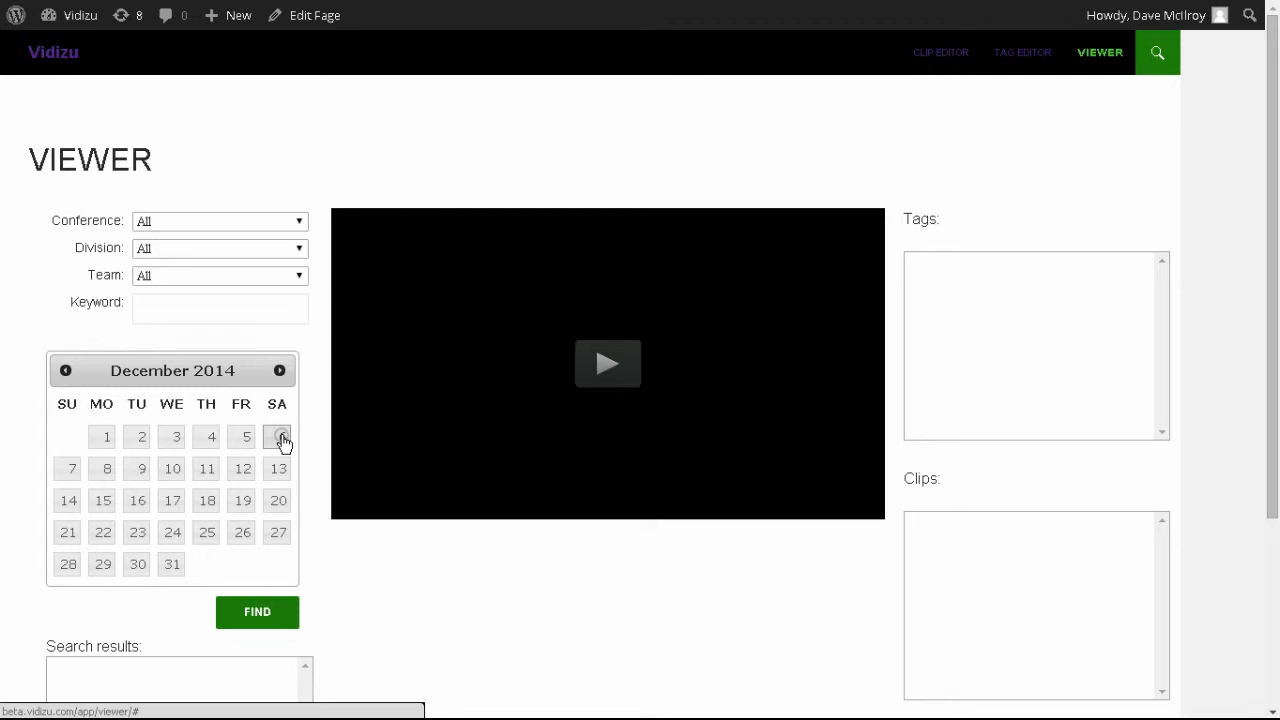 Vidizu 8 0 New Edit Page Howdy, Dave McIlroy
Vidizu CLIP EDITOR TAG EDITOR VIEWER
VIEWER
Conference: All
Division: All
Team: All
Keyword:
December 2014
SU MO TU WE TH FR SA
1 2 3 4 5 6
7 8 9 10 11 12 13
14 15 16 17 18 19 20
21 22 23 24 25 26 27
28 29 30 31
FIND
Search results:
Tags:
Clips:
beta.vidizu.com/app/viewer/#